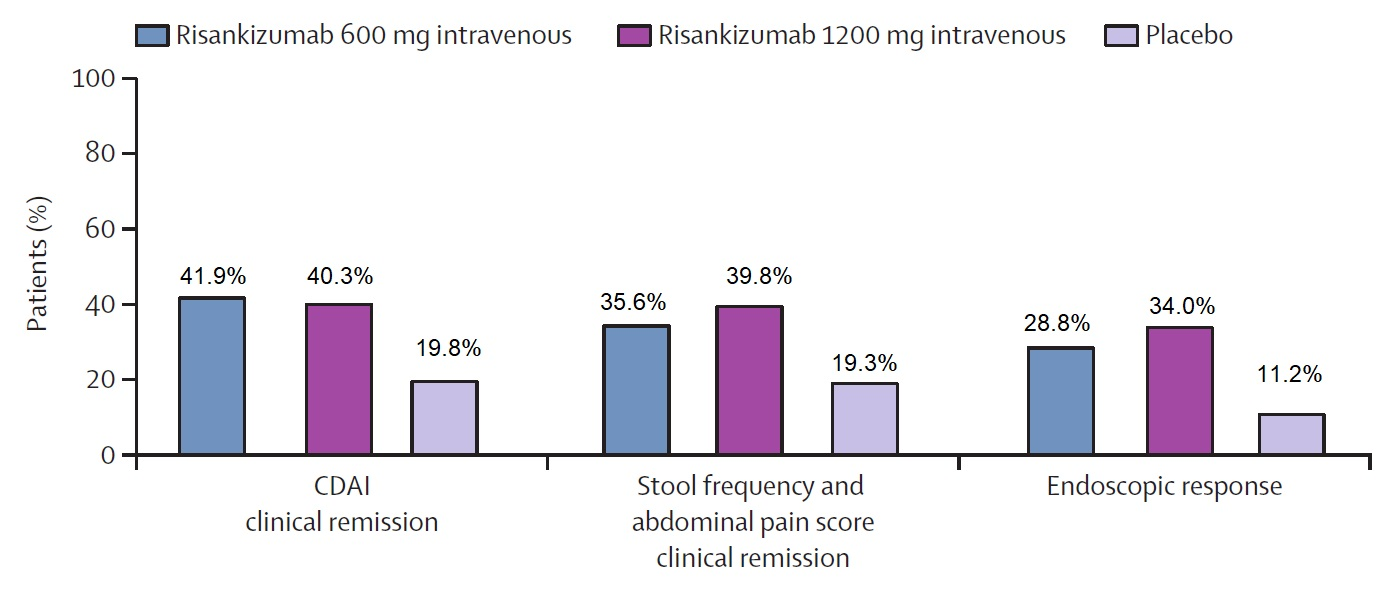 Risankizumab 600 mg intravenous Risankizumab 1200 mg intravenous Placebo
Patients (%)
100
80
60
40
20
0
41.9% 40.3% 19.8%
35.6% 39.8% 19.3%
28.8% 34.0% 11.2%
CDAI
clinical remission
Stool frequency and
abdominal pain score
clinical remission
Endoscopic response